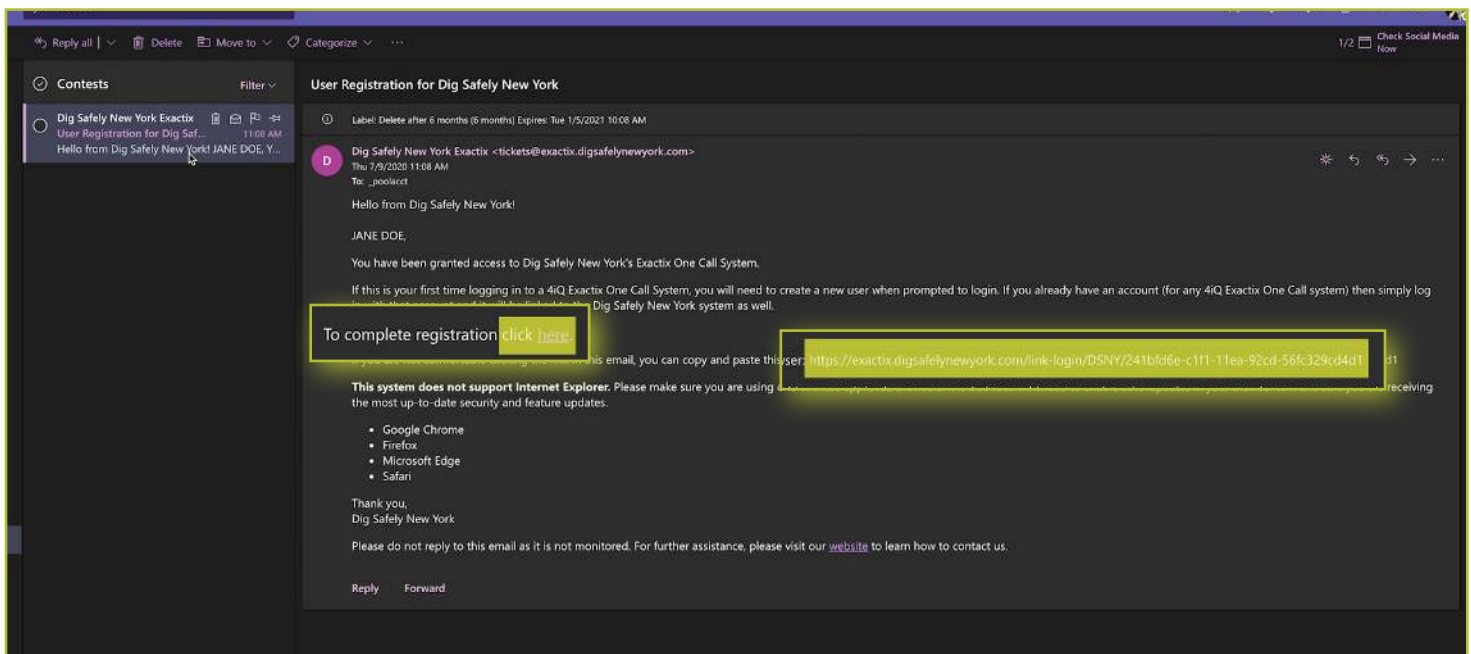 Reply all
Delete
Move to
Categorize
...
1/2
Check Social Media
Now
Contests
Filter
Dig Safely New York Exactix
User Registration for Dig Saf...
11:08 AM
Hello from Dig Safely New York! JANE DOE, Y...
User Registration for Dig Safely New York
Label: Delete after 6 months (6 months) Expires: Tue 1/5/2021 10:08 AM
D
Dig Safely New York Exactix <tickets@exactix.digsafelynewyork.com>
Thu 7/9/2020 11:08 AM
To: _poolacct
Hello from Dig Safely New York!
JANE DOE,
You have been granted access to Dig Safely New York's Exactix One Call System.
If this is your first time logging in to a 4iQ Exactix One Call System, you will need to create a new user when prompted to login. If you already have an account (for any 4iQ Exactix One Call system) then simply log
Dig Safely New York system as well.
To complete registration click here.
this email, you can copy and paste this
ser: https://exactix.digsafelynewyork.com/link-login/DSNY/241bfd6e-c1f1-11ea-92cd-56fc329cd4d1
d1
This system does not support Internet Explorer. Please make sure you are using
receiving
the most up-to-date security and feature updates.
• Google Chrome
• Firefox
• Microsoft Edge
• Safari
Thank you,
Dig Safely New York
Please do not reply to this email as it is not monitored. For further assistance, please visit our website to learn how to contact us.
Reply
Forward